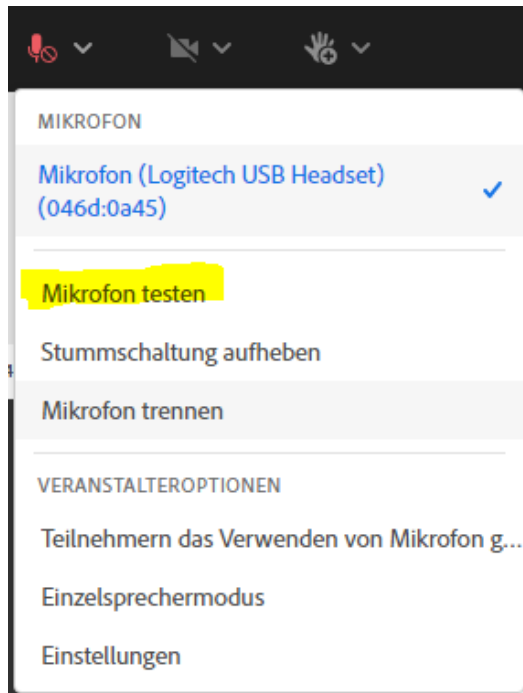 MIKROFON
Mikrofon (Logitech USB Headset)
(046d:0a45)
Mikrofon testen
Stummschaltung aufheben
Mikrofon trennen
VERANSTALTEROPTIONEN
Teilnehmern das Verwenden von Mikrofon g...
Einzelsprechermodus
Einstellungen